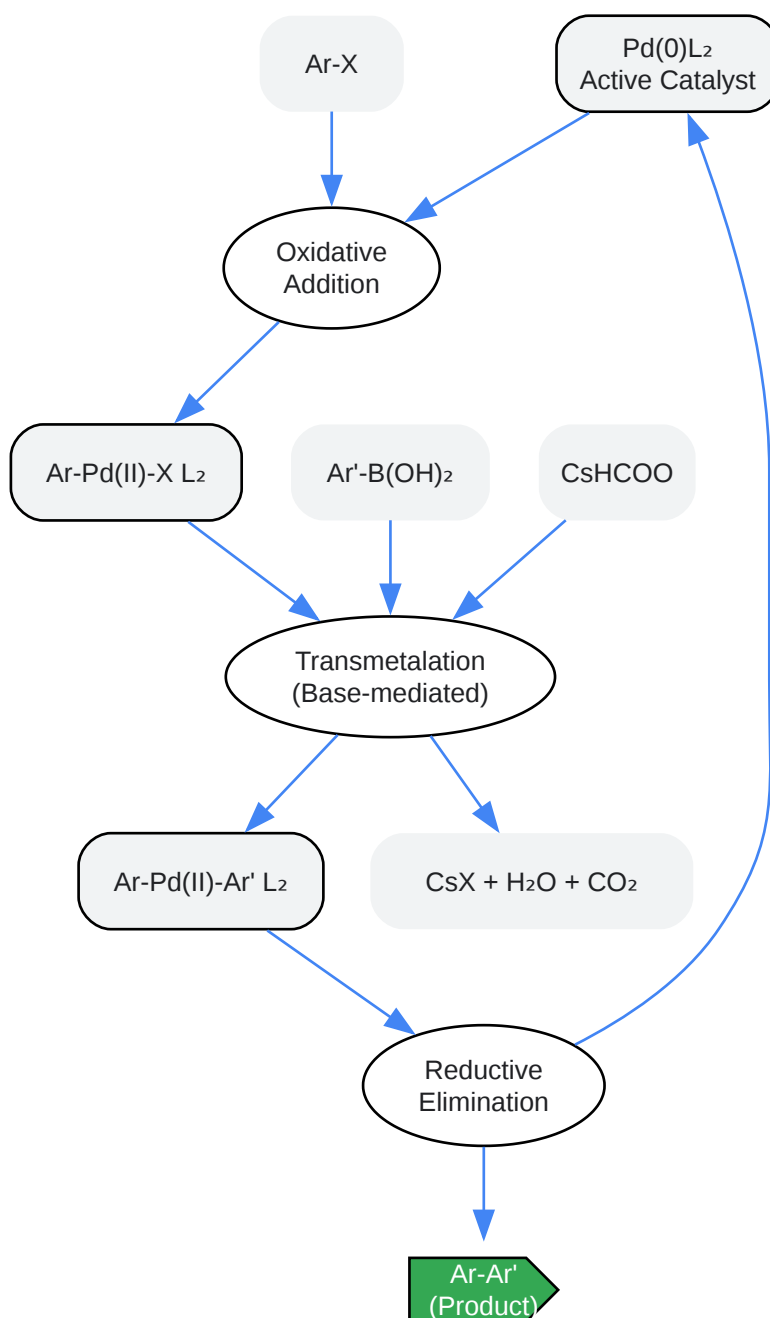 Ar-X
Pd(0)L₂
Active Catalyst
Oxidative
Addition
Ar-Pd(II)-X L₂
Ar'-B(OH)₂
CsHCOO
Transmetalation
(Base-mediated)
Ar-Pd(II)-Ar' L₂
CsX + H₂O + CO₂
Reductive
Elimination
Ar-Ar'
(Product)